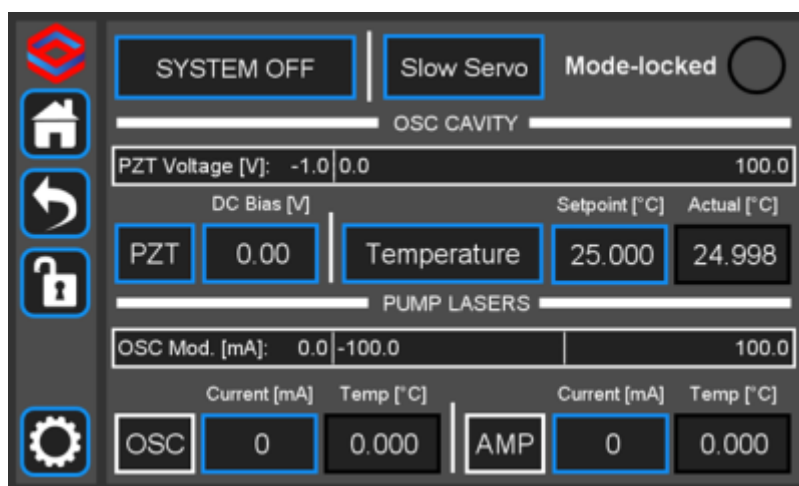 SYSTEM OFF Slow Servo Mode-locked
OSC CAVITY
PZT Voltage [V]: -1.0 0.0 100.0
DC Bias [V] Setpoint [°C] Actual [°C]
PZT 0.00 Temperature 25.000 24.998
PUMP LASERS
OSC Mod. [mA]: 0.0 -100.0 100.0
Current [mA] Temp [°C] Current [mA] Temp [°C]
OSC 0 0.000 AMP 0 0.000